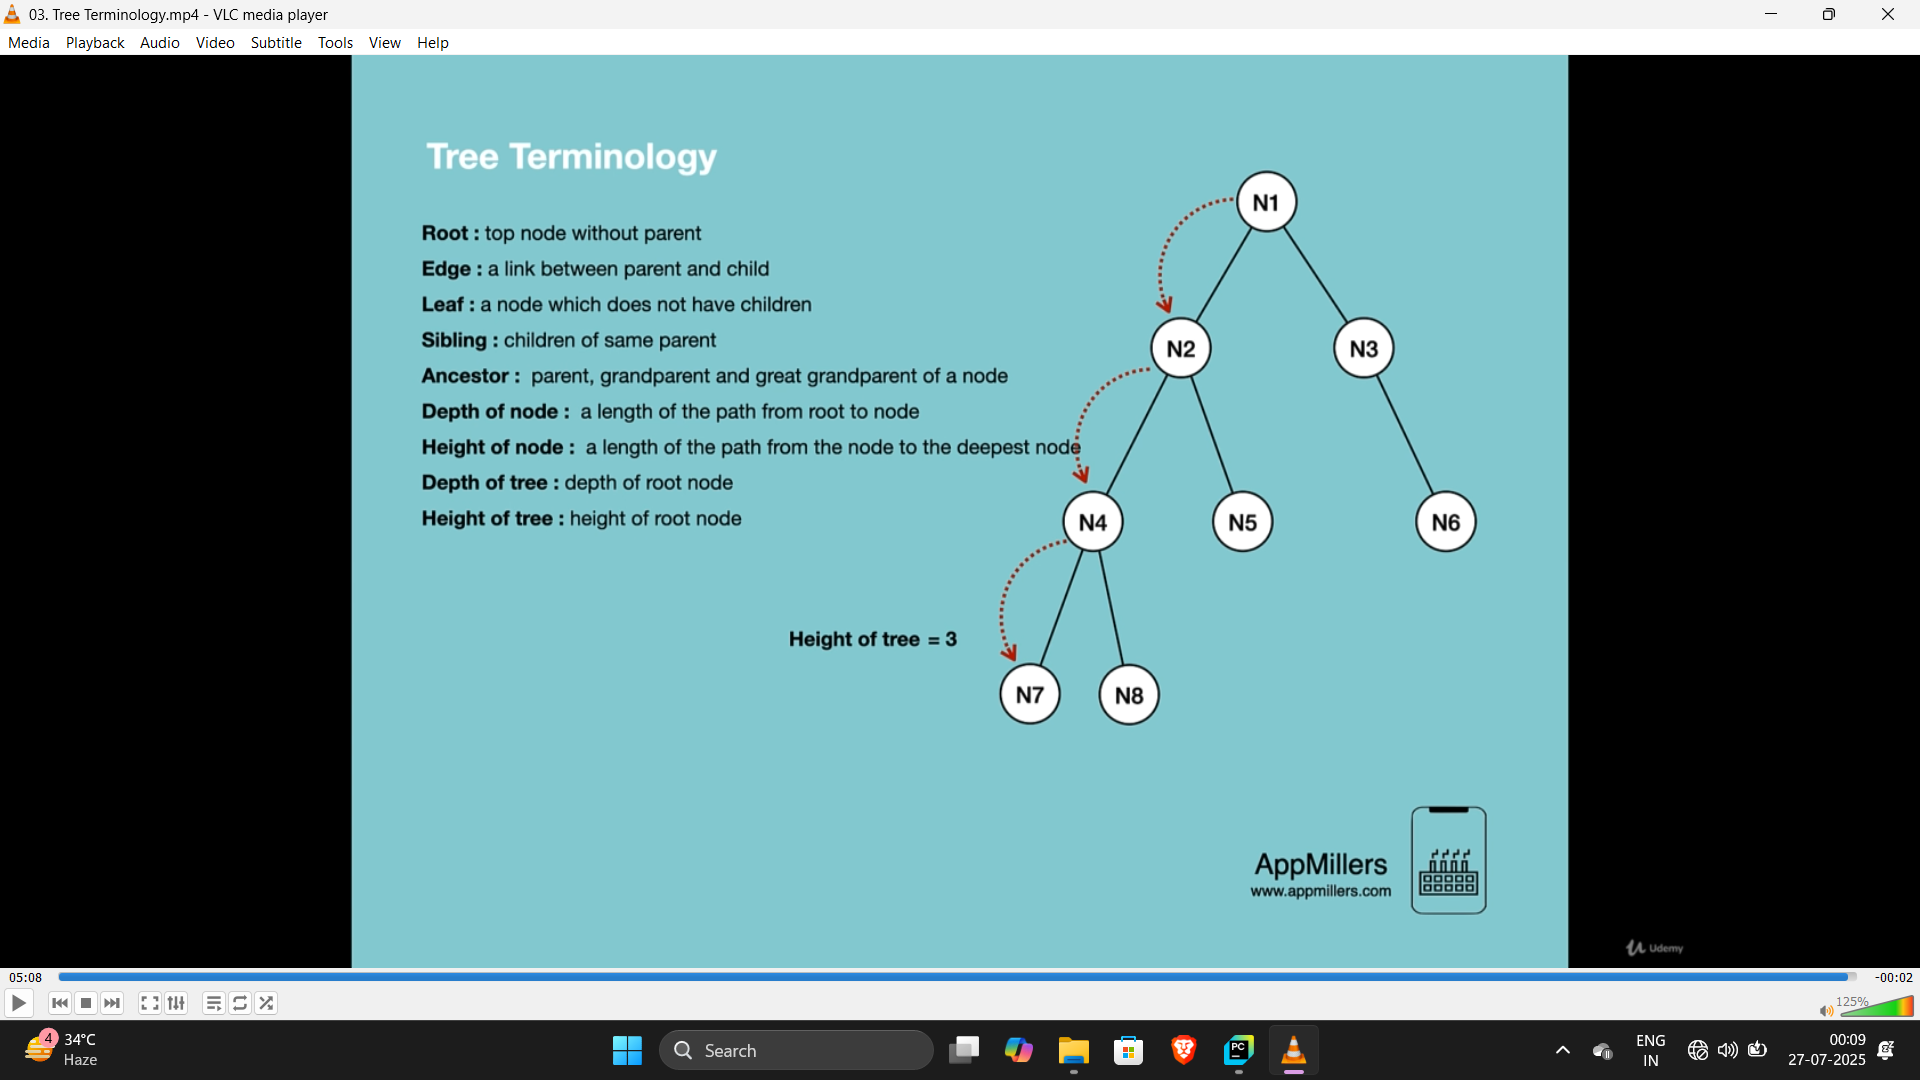 03. Tree Terminology.mp4 - VLC media player
Media Playback Audio Video Subtitle Tools View Help
Tree Terminology
Root : top node without parent
Edge : a link between parent and child
Leaf : a node which does not have children
Sibling : children of same parent
Ancestor : parent, grandparent and great grandparent of a node
Depth of node : a length of the path from root to node
Height of node : a length of the path from the node to the deepest node
Depth of tree : depth of root node
Height of tree : height of root node
N1
N2 N3
N4 N5 N6
Height of tree = 3
N7 N8
AppMillers
www.appmillers.com
Udemy
05:08 -00:02
125%
4 34°C
Haze
Search
PC
ENG
IN
00:09
27-07-2025